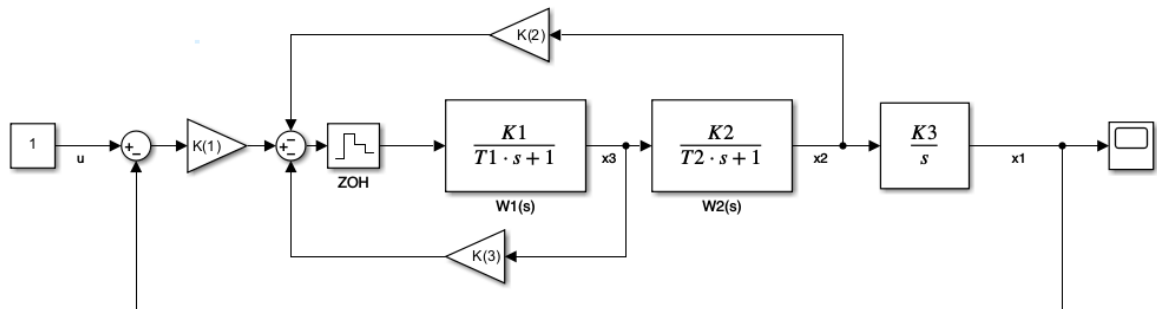 K(2)
1
u
+
−
K(1)
−
+
−
ZOH
K1
T1 · s + 1
W1(s)
x3
K2
T2 · s + 1
W2(s)
x2
K3
s
x1
K(3)